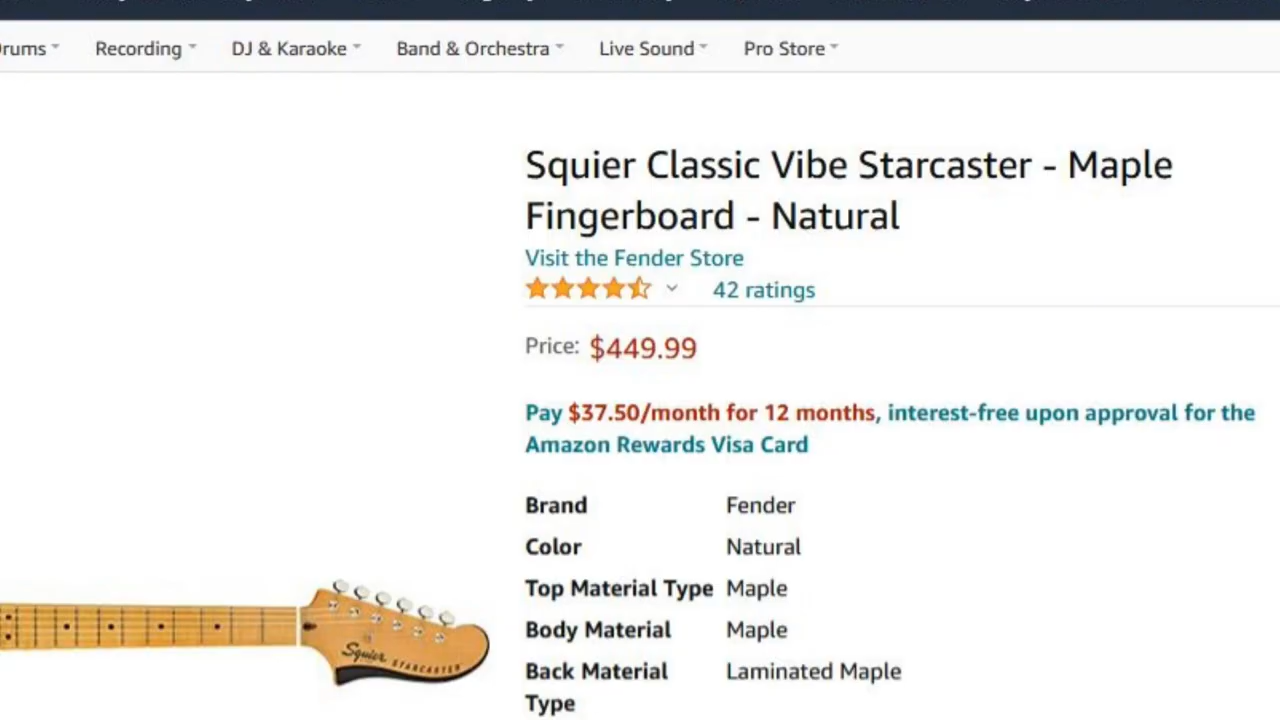 rums Recording DJ & Karaoke Band & Orchestra Live Sound Pro Store
Squier Classic Vibe Starcaster - Maple
Fingerboard - Natural
Visit the Fender Store
42 ratings
Price: $449.99
Pay $37.50/month for 12 months, interest-free upon approval for the
Amazon Rewards Visa Card
Brand Fender
Color Natural
Top Material Type Maple
Body Material Maple
Back Material Laminated Maple
Type
Squier STARCASTER